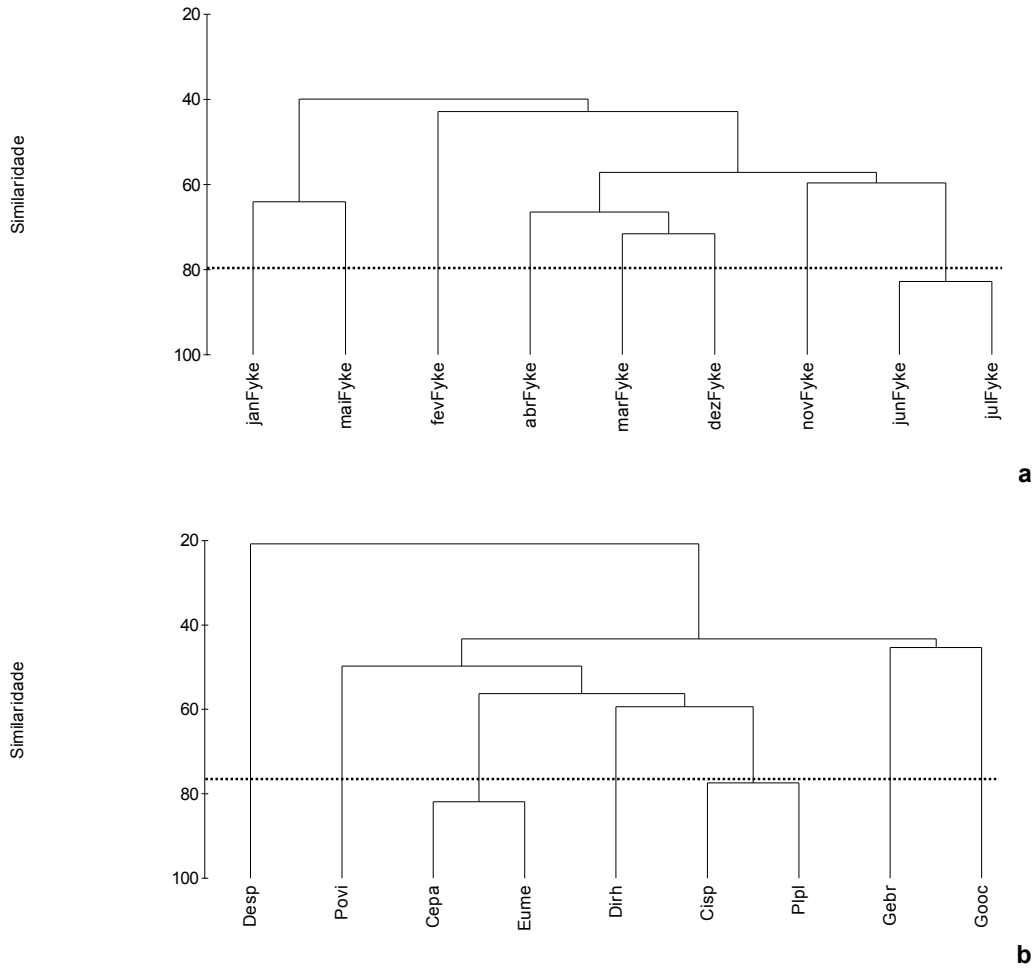 20
40
60
80
100
Similaridade
janFyke
maiFyke
fevFyke
abrFyke
marFyke
dezFyke
novFyke
junFyke
julFyke
a
20
40
60
80
100
Similaridade
Desp
Povi
Cepa
Eume
Dirh
Cisp
Plpl
Gebr
Gooc
b